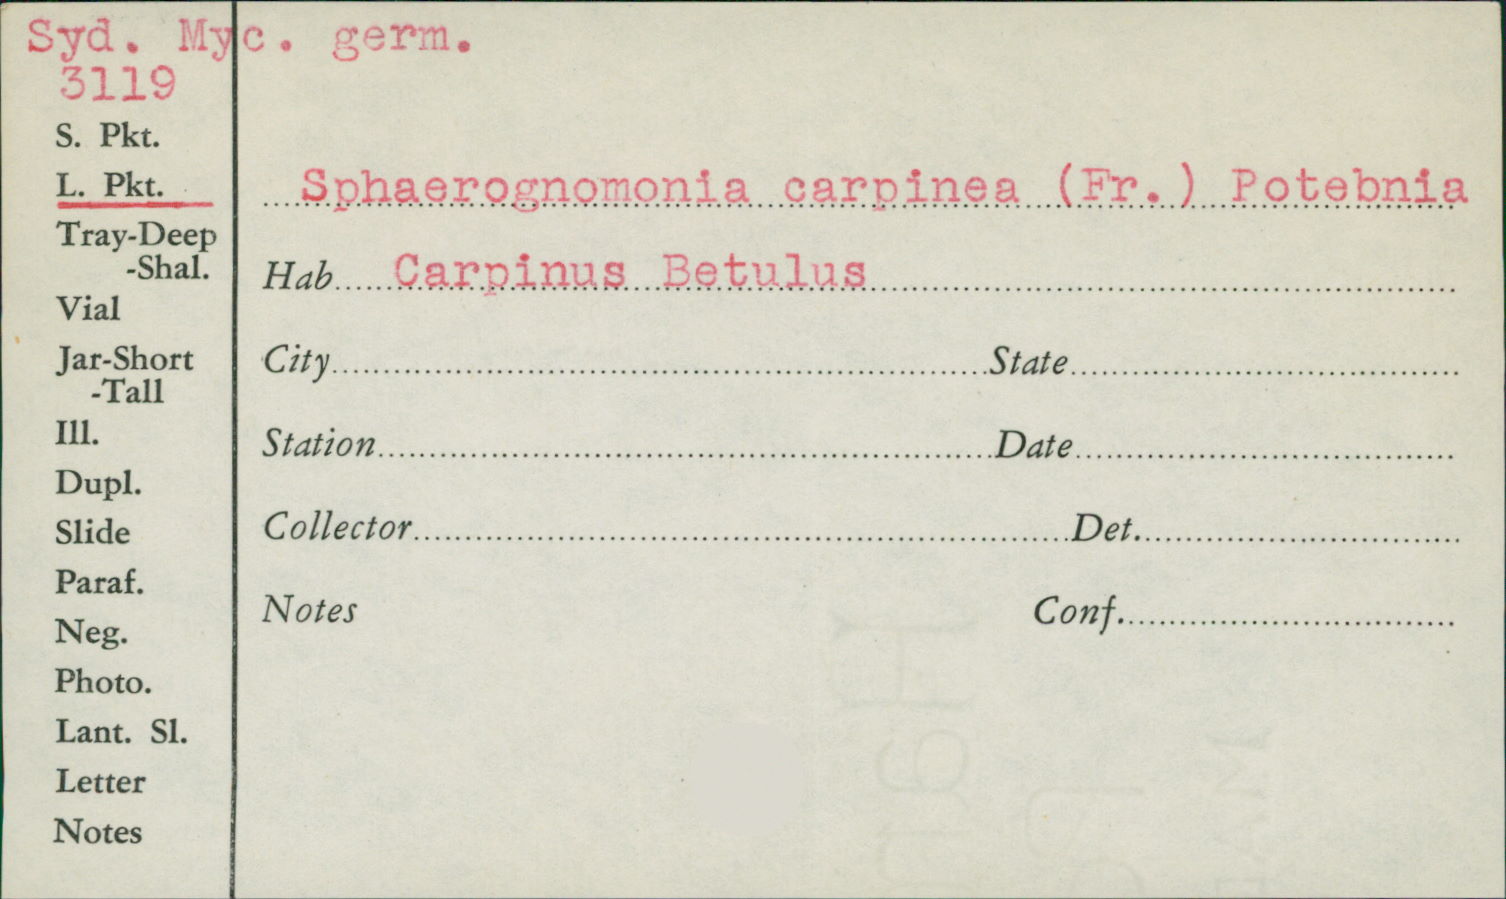 Syd. Myc. germ.
3119
S. Pkt.
L. Pkt.
Tray-Deep
-Shal.
Vial
Jar-Short
-Tall
Ill.
Dupl.
Slide
Paraf.
Neg.
Photo.
Lant. Sl.
Letter
Notes
Sphaerognomonia carpinea (Fr.) Potebnia
Hab Carpinus Betulus
City State
Station Date
Collector Det.
Notes Conf.